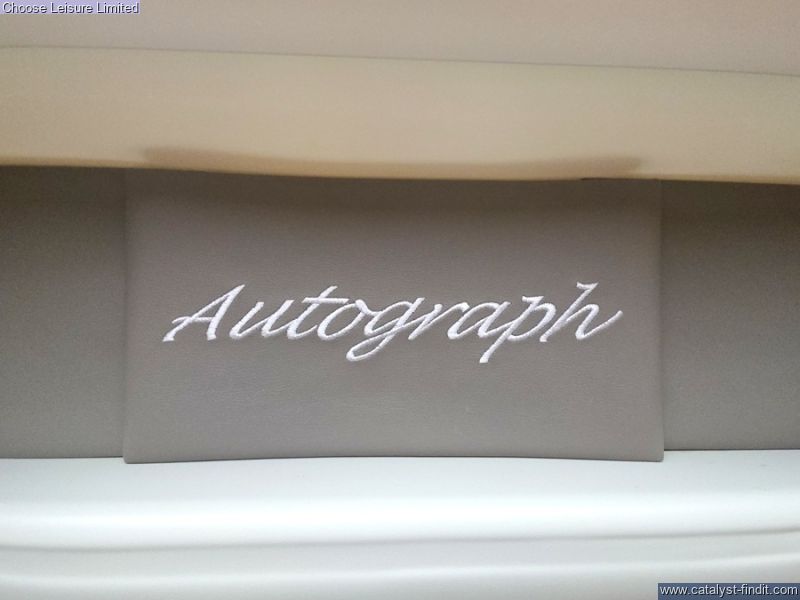 Choose Leisure Limited
Autograph
www.catalyst-findit.com